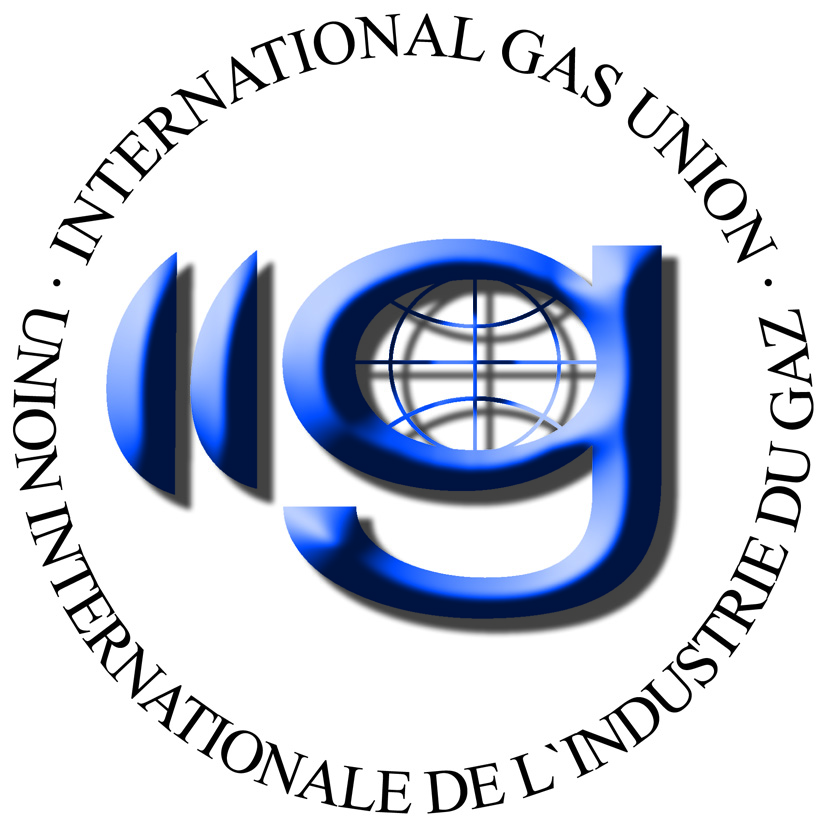 · INTERNATIONAL GAS UNION ·
UNION INTERNATIONALE DE L`INDUSTRIE DU GAZ
g